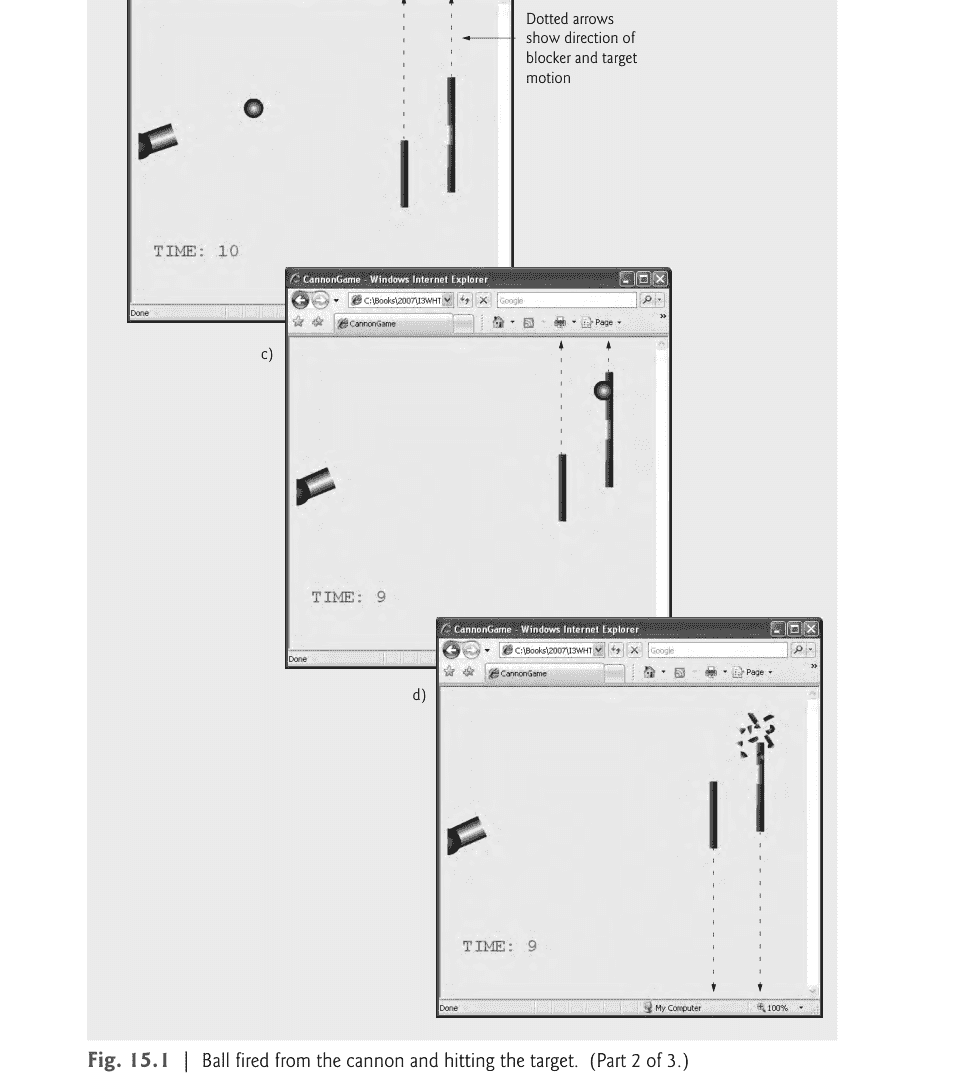 Dotted arrows
show direction of
blocker and target
motion
TIME: 10
Done
c)
CannonGame - Windows Internet Explorer
C:\Books\2007\I3WHT
Google
CannonGame
Page
»
TIME: 9
Done
d)
CannonGame - Windows Internet Explorer
C:\Books\2007\I3WHT
Google
CannonGame
Page
»
TIME: 9
Done
My Computer
100%
Fig. 15.1 | Ball fired from the cannon and hitting the target. (Part 2 of 3.)